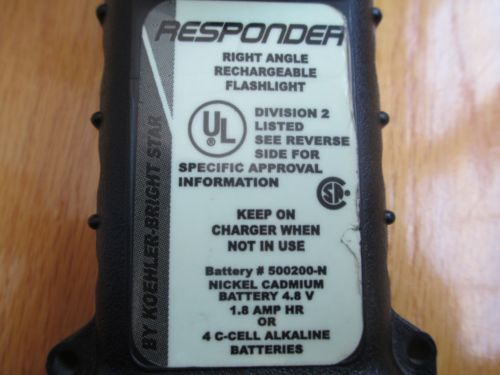 RESPONDER
RIGHT ANGLE
RECHARGEABLE
FLASHLIGHT
UL
DIVISION 2
LISTED
SEE REVERSE
SIDE FOR
SPECIFIC APPROVAL
INFORMATION
SA
KEEP ON
CHARGER WHEN
NOT IN USE
Battery # 500200-N
NICKEL CADMIUM
BATTERY 4.8 V
1.8 AMP HR
OR
4 C-CELL ALKALINE
BATTERIES
BY KOEHLER-BRIGHT STAR